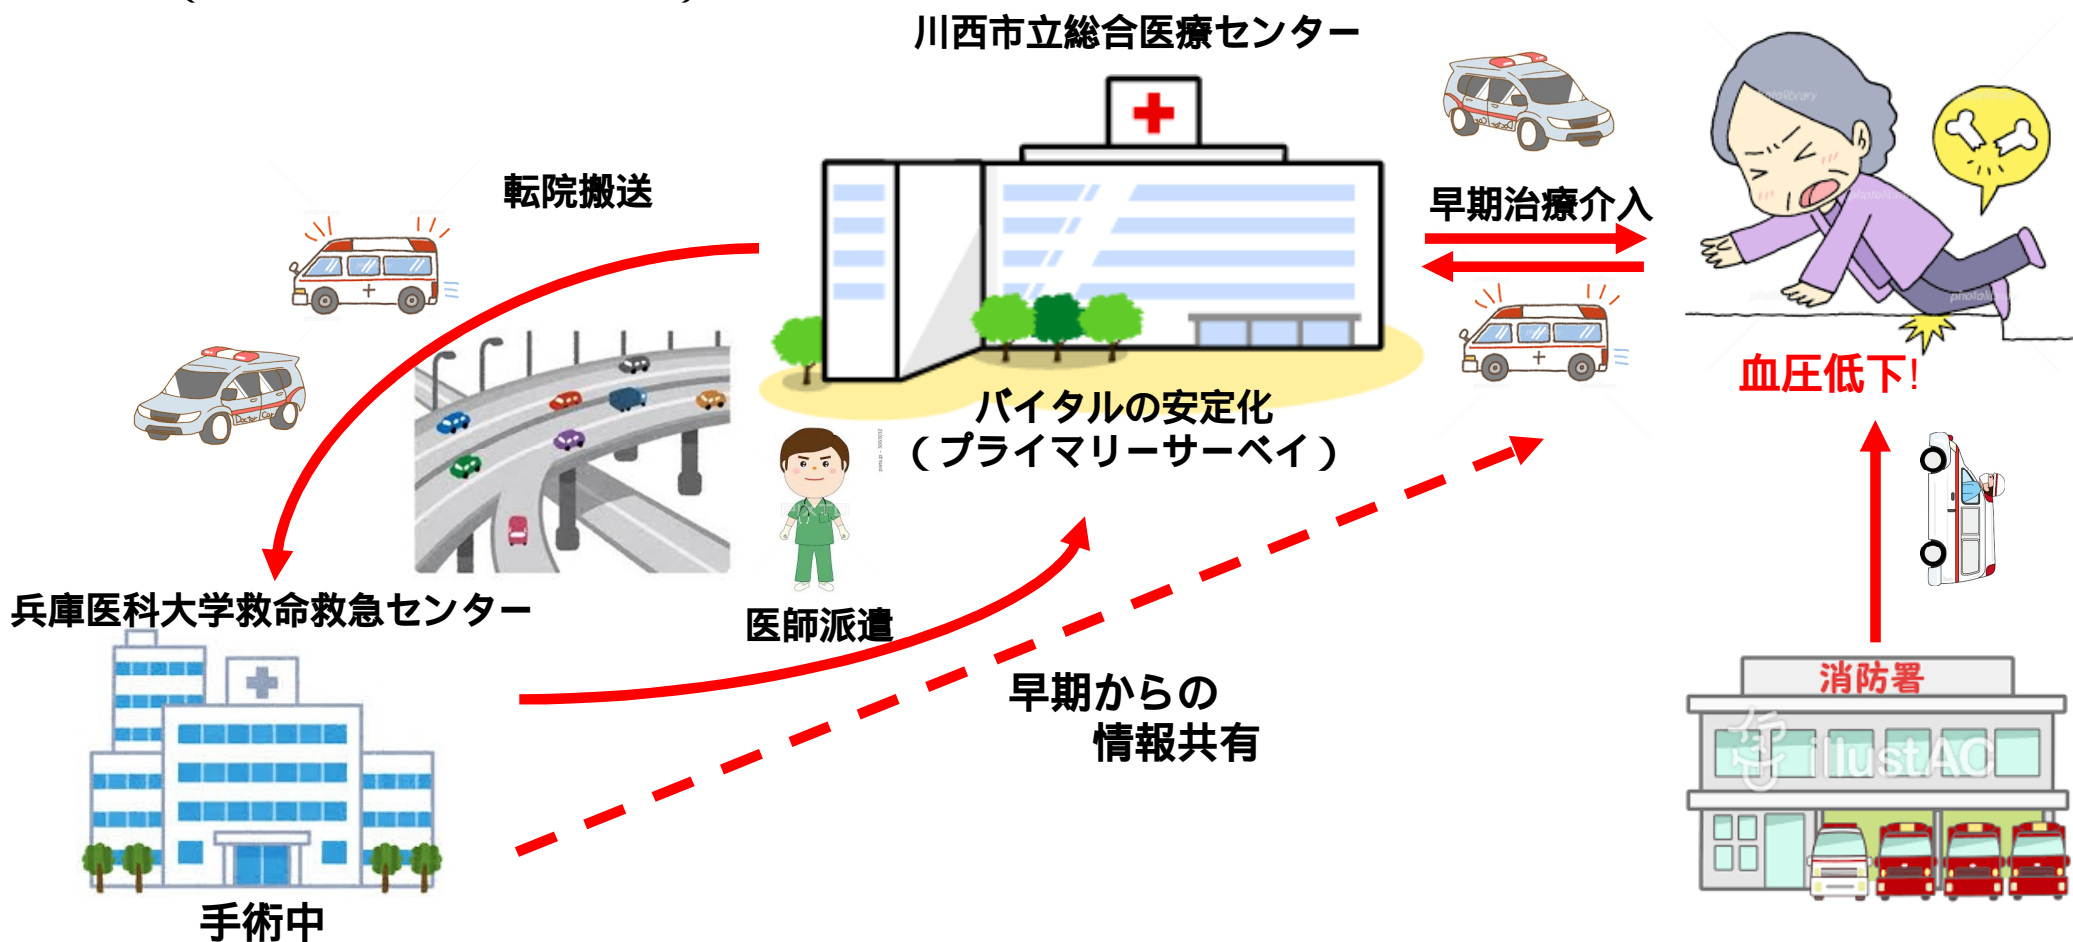 川西市立総合医療センター
転院搬送
早期治療介入
血圧低下!
バイタルの安定化
（プライマリーサーベイ）
兵庫医科大学救命救急センター
医師派遣
早期からの
情報共有
消防署
手術中
Doctor Car
photolibrary
illustAC